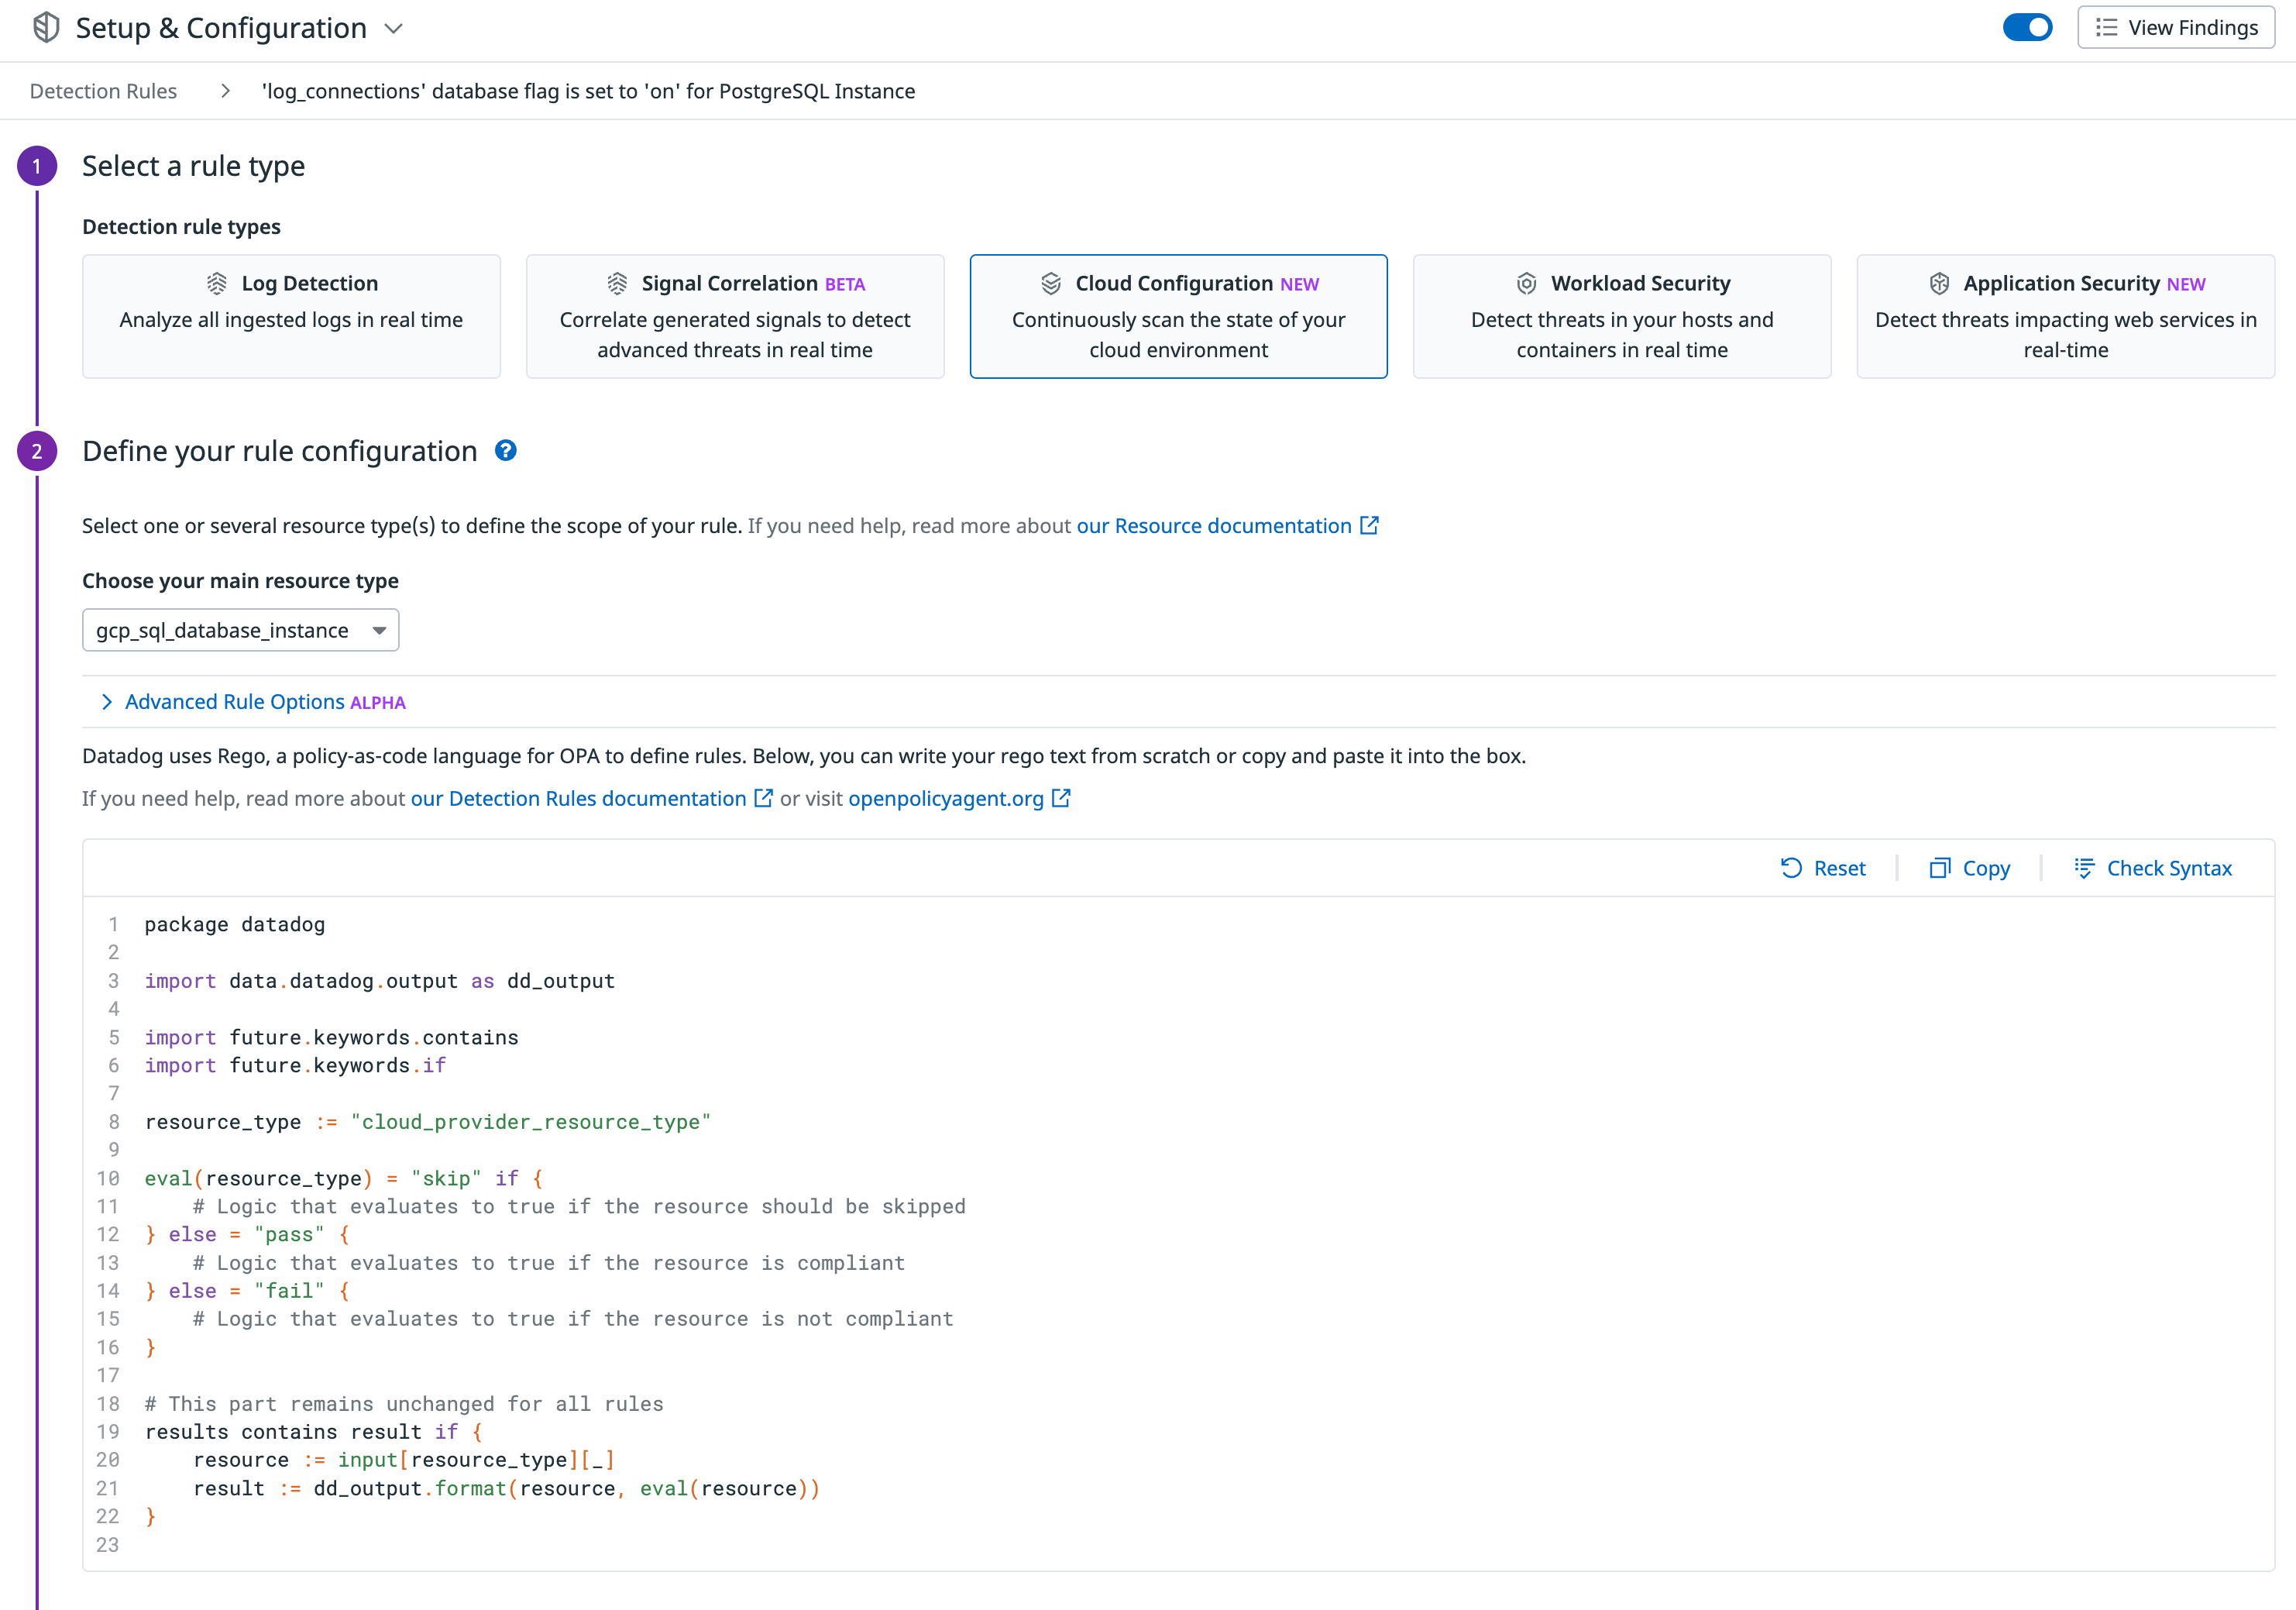 Setup & Configuration
View Findings
Detection Rules > 'log_connections' database flag is set to 'on' for PostgreSQL Instance
1 Select a rule type
Detection rule types
Log Detection
Analyze all ingested logs in real time
Signal Correlation BETA
Correlate generated signals to detect
advanced threats in real time
Cloud Configuration NEW
Continuously scan the state of your
cloud environment
Workload Security
Detect threats in your hosts and
containers in real time
Application Security NEW
Detect threats impacting web services in
real-time
2 Define your rule configuration ?
Select one or several resource type(s) to define the scope of your rule. If you need help, read more about our Resource documentation
Choose your main resource type
gcp_sql_database_instance
Advanced Rule Options ALPHA
Datadog uses Rego, a policy-as-code language for OPA to define rules. Below, you can write your rego text from scratch or copy and paste it into the box.
If you need help, read more about our Detection Rules documentation or visit openpolicyagent.org
Reset | Copy | Check Syntax
1 package datadog
2
3 import data.datadog.output as dd_output
4
5 import future.keywords.contains
6 import future.keywords.if
7
8 resource_type := "cloud_provider_resource_type"
9
10 eval(resource_type) = "skip" if {
11     # Logic that evaluates to true if the resource should be skipped
12 } else = "pass" {
13     # Logic that evaluates to true if the resource is compliant
14 } else = "fail" {
15     # Logic that evaluates to true if the resource is not compliant
16 }
17
18 # This part remains unchanged for all rules
19 results contains result if {
20     resource := input[resource_type][_]
21     result := dd_output.format(resource, eval(resource))
22 }
23